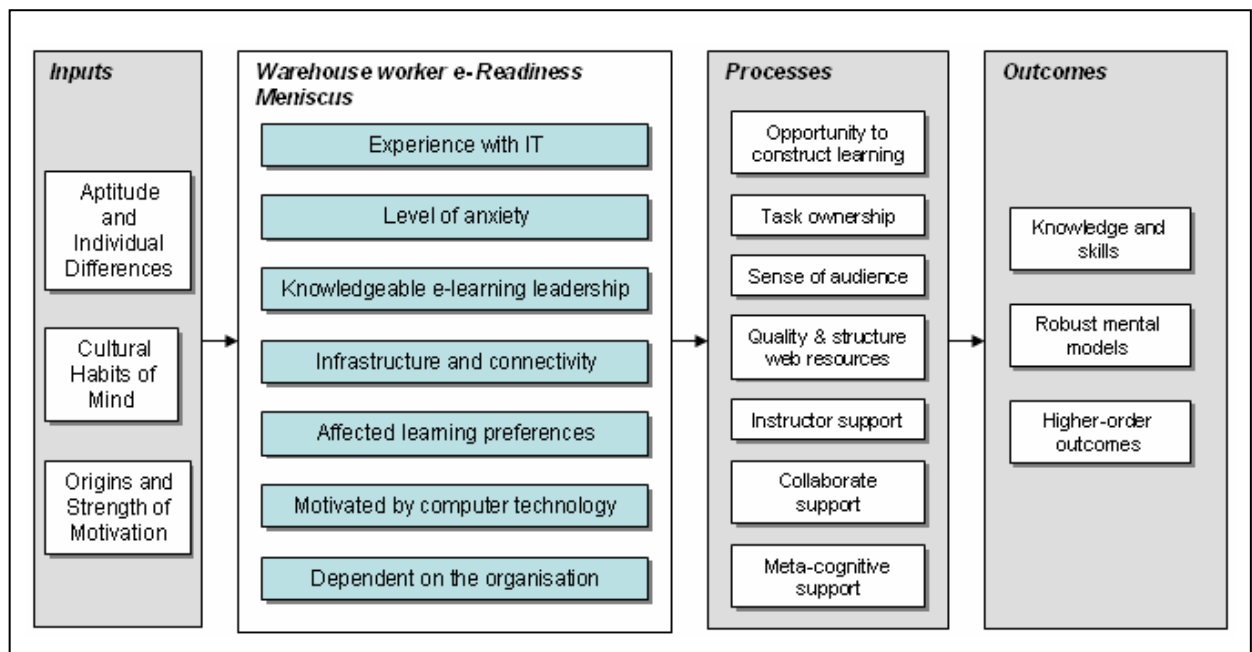 Inputs
Aptitude
and
Individual
Differences
Cultural
Habits of
Mind
Origins and
Strength of
Motivation
Warehouse worker e-Readiness
Meniscus
Experience with IT
Level of anxiety
Knowledgeable e-learning leadership
Infrastructure and connectivity
Affected learning preferences
Motivated by computer technology
Dependent on the organisation
Processes
Opportunity to
construct learning
Task ownership
Sense of audience
Quality & structure
web resources
Instructor support
Collaborate
support
Meta-cognitive
support
Outcomes
Knowledge and
skills
Robust mental
models
Higher-order
outcomes